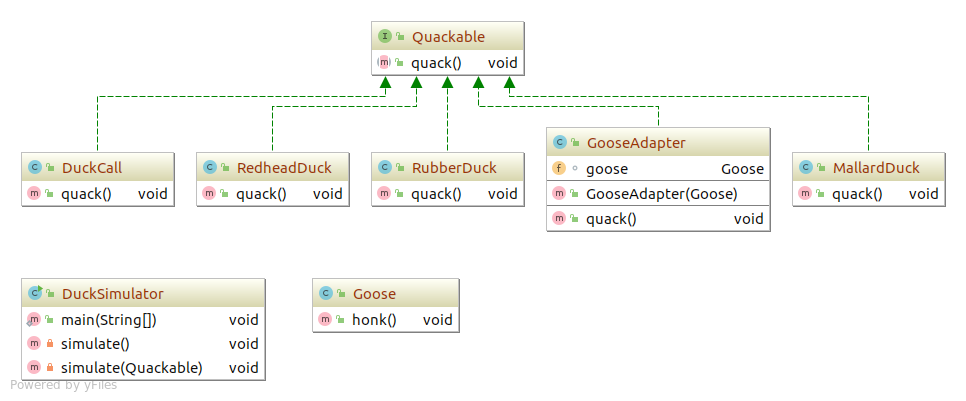 Quackable
quack() void
DuckCall
quack() void
RedheadDuck
quack() void
RubberDuck
quack() void
GooseAdapter
goose Goose
GooseAdapter(Goose)
quack() void
MallardDuck
quack() void
DuckSimulator
main(String[]) void
simulate() void
simulate(Quackable) void
Goose
honk() void
Powered by yFiles